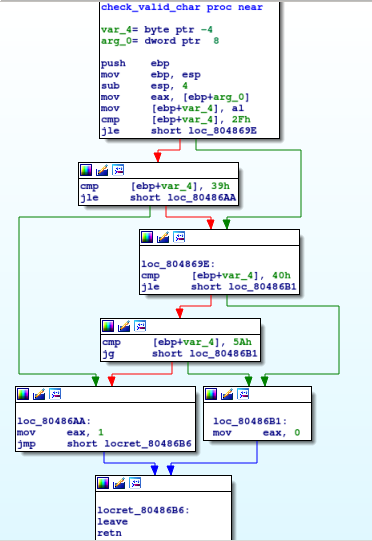 check_valid_char proc near
var_4= byte ptr -4
arg_0= dword ptr  8
push    ebp
mov     ebp, esp
sub     esp, 4
mov     eax, [ebp+arg_0]
mov     [ebp+var_4], al
cmp     [ebp+var_4], 2Fh
jle     short loc_804869E
cmp     [ebp+var_4], 39h
jle     short loc_80486AA
loc_804869E:
cmp     [ebp+var_4], 40h
jle     short loc_80486B1
cmp     [ebp+var_4], 5Ah
jg      short loc_80486B1
loc_80486AA:
mov     eax, 1
jmp     short locret_80486B6
loc_80486B1:
mov     eax, 0
locret_80486B6:
leave
retn